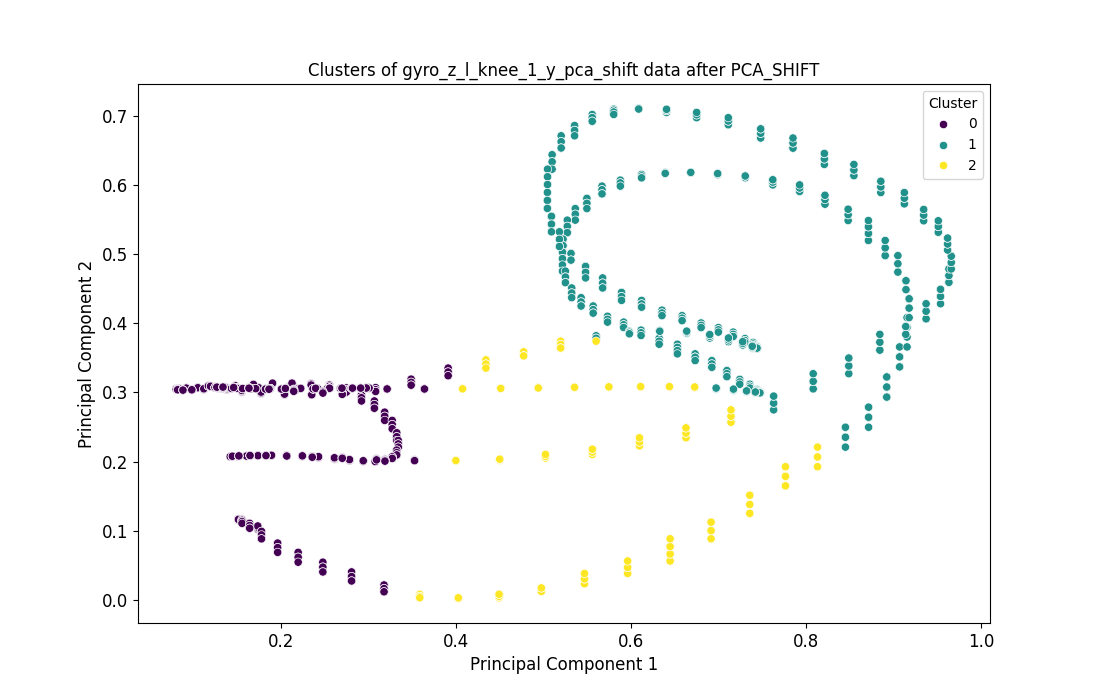 Clusters of gyro_z_l_knee_1_y_pca_shift data after PCA_SHIFT
Cluster
0
1
2
Principal Component 2
0.7
0.6
0.5
0.4
0.3
0.2
0.1
0.0
0.2 0.4 0.6 0.8 1.0
Principal Component 1